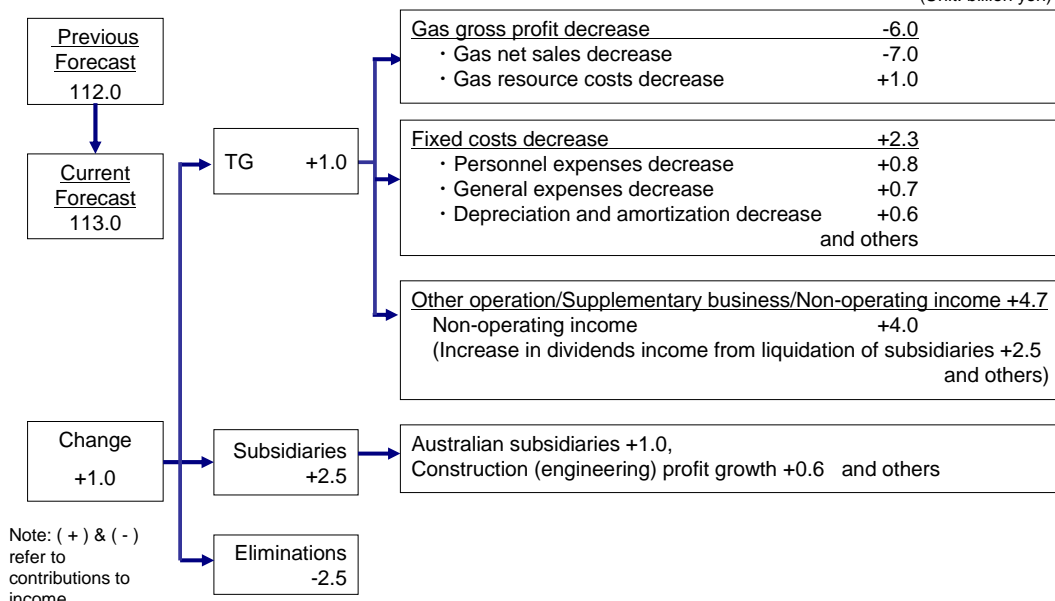 (Unit: billion yen)
Previous
Forecast
112.0
Current
Forecast
113.0
Change
+1.0
Note: ( + ) & ( - )
refer to
contributions to
income
TG +1.0
Subsidiaries
+2.5
Eliminations
-2.5
Gas gross profit decrease -6.0
・Gas net sales decrease -7.0
・Gas resource costs decrease +1.0
Fixed costs decrease +2.3
・Personnel expenses decrease +0.8
・General expenses decrease +0.7
・Depreciation and amortization decrease +0.6
and others
Other operation/Supplementary business/Non-operating income +4.7
Non-operating income +4.0
(Increase in dividends income from liquidation of subsidiaries +2.5
and others)
Australian subsidiaries +1.0,
Construction (engineering) profit growth +0.6 and others